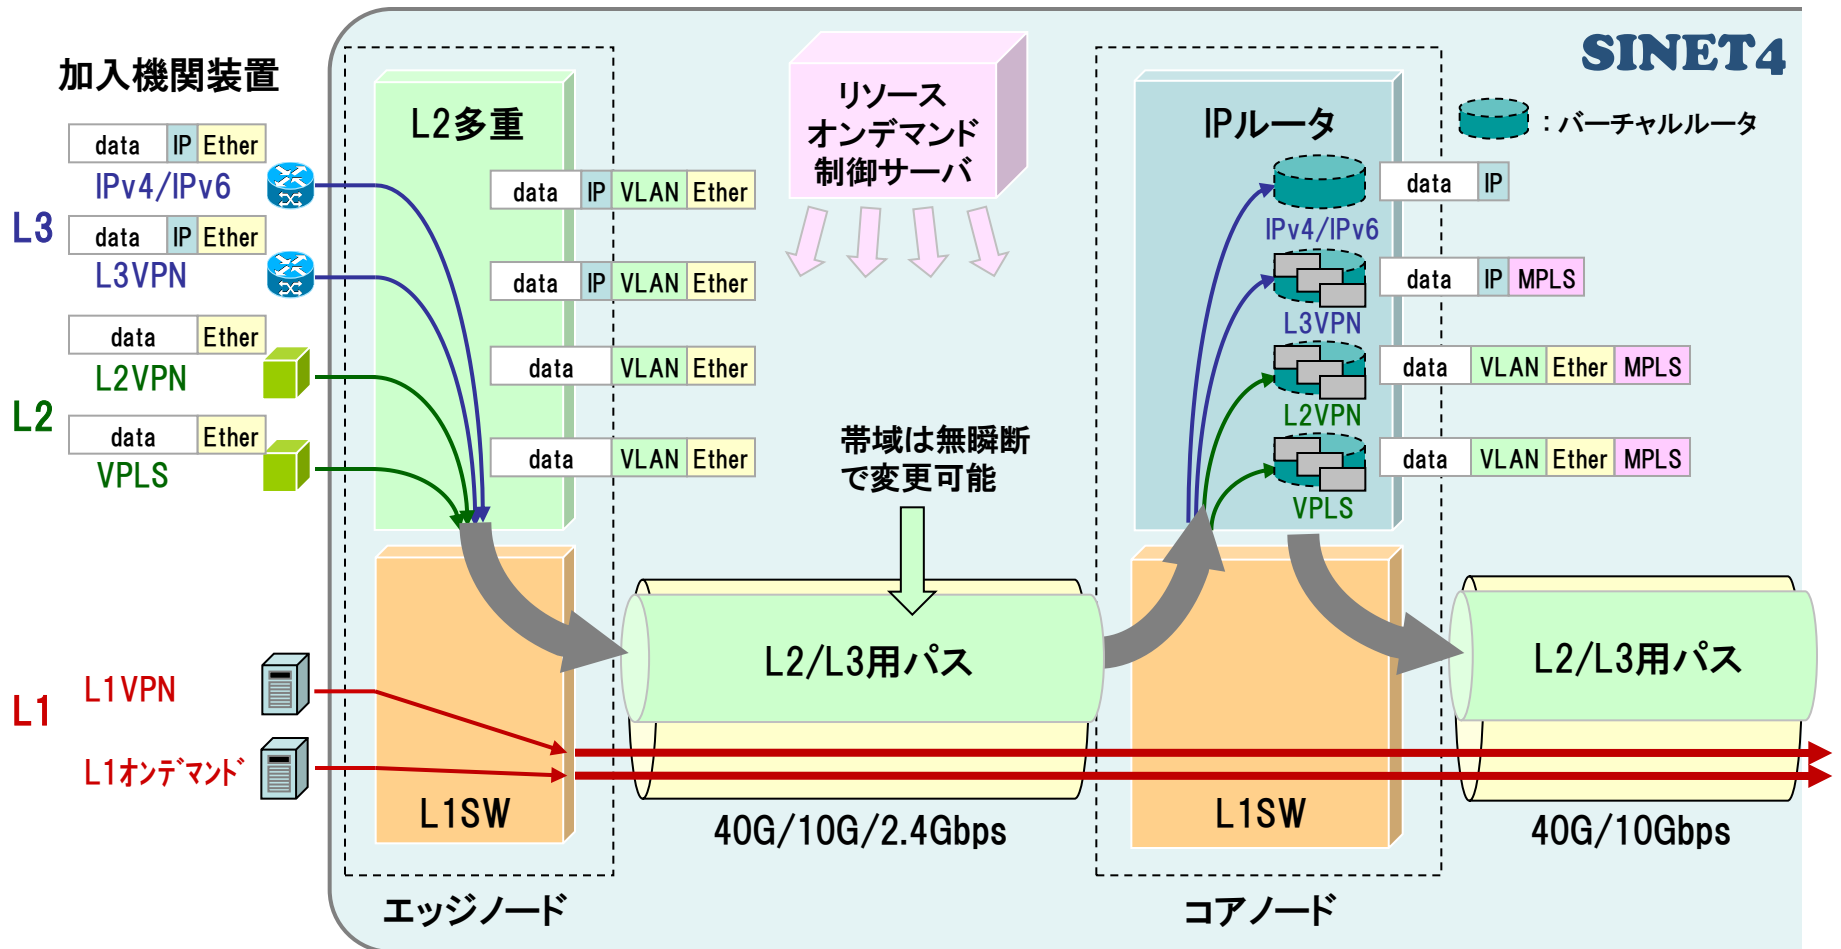 SINET4
加入機関装置
data IP Ether
IPv4/IPv6
L3
data IP Ether
L3VPN
data Ether
L2VPN
L2
data Ether
VPLS
L1
L1VPN
L1オンデマンド
L2多重
data IP VLAN Ether
data IP VLAN Ether
data VLAN Ether
data VLAN Ether
L1SW
エッジノード
リソース
オンデマンド
制御サーバ
帯域は無瞬断
で変更可能
L2/L3用パス
40G/10G/2.4Gbps
IPルータ
:バーチャルルータ
IPv4/IPv6
data IP
L3VPN
data IP MPLS
L2VPN
data VLAN Ether MPLS
VPLS
data VLAN Ether MPLS
L1SW
コアノード
L2/L3用パス
40G/10Gbps